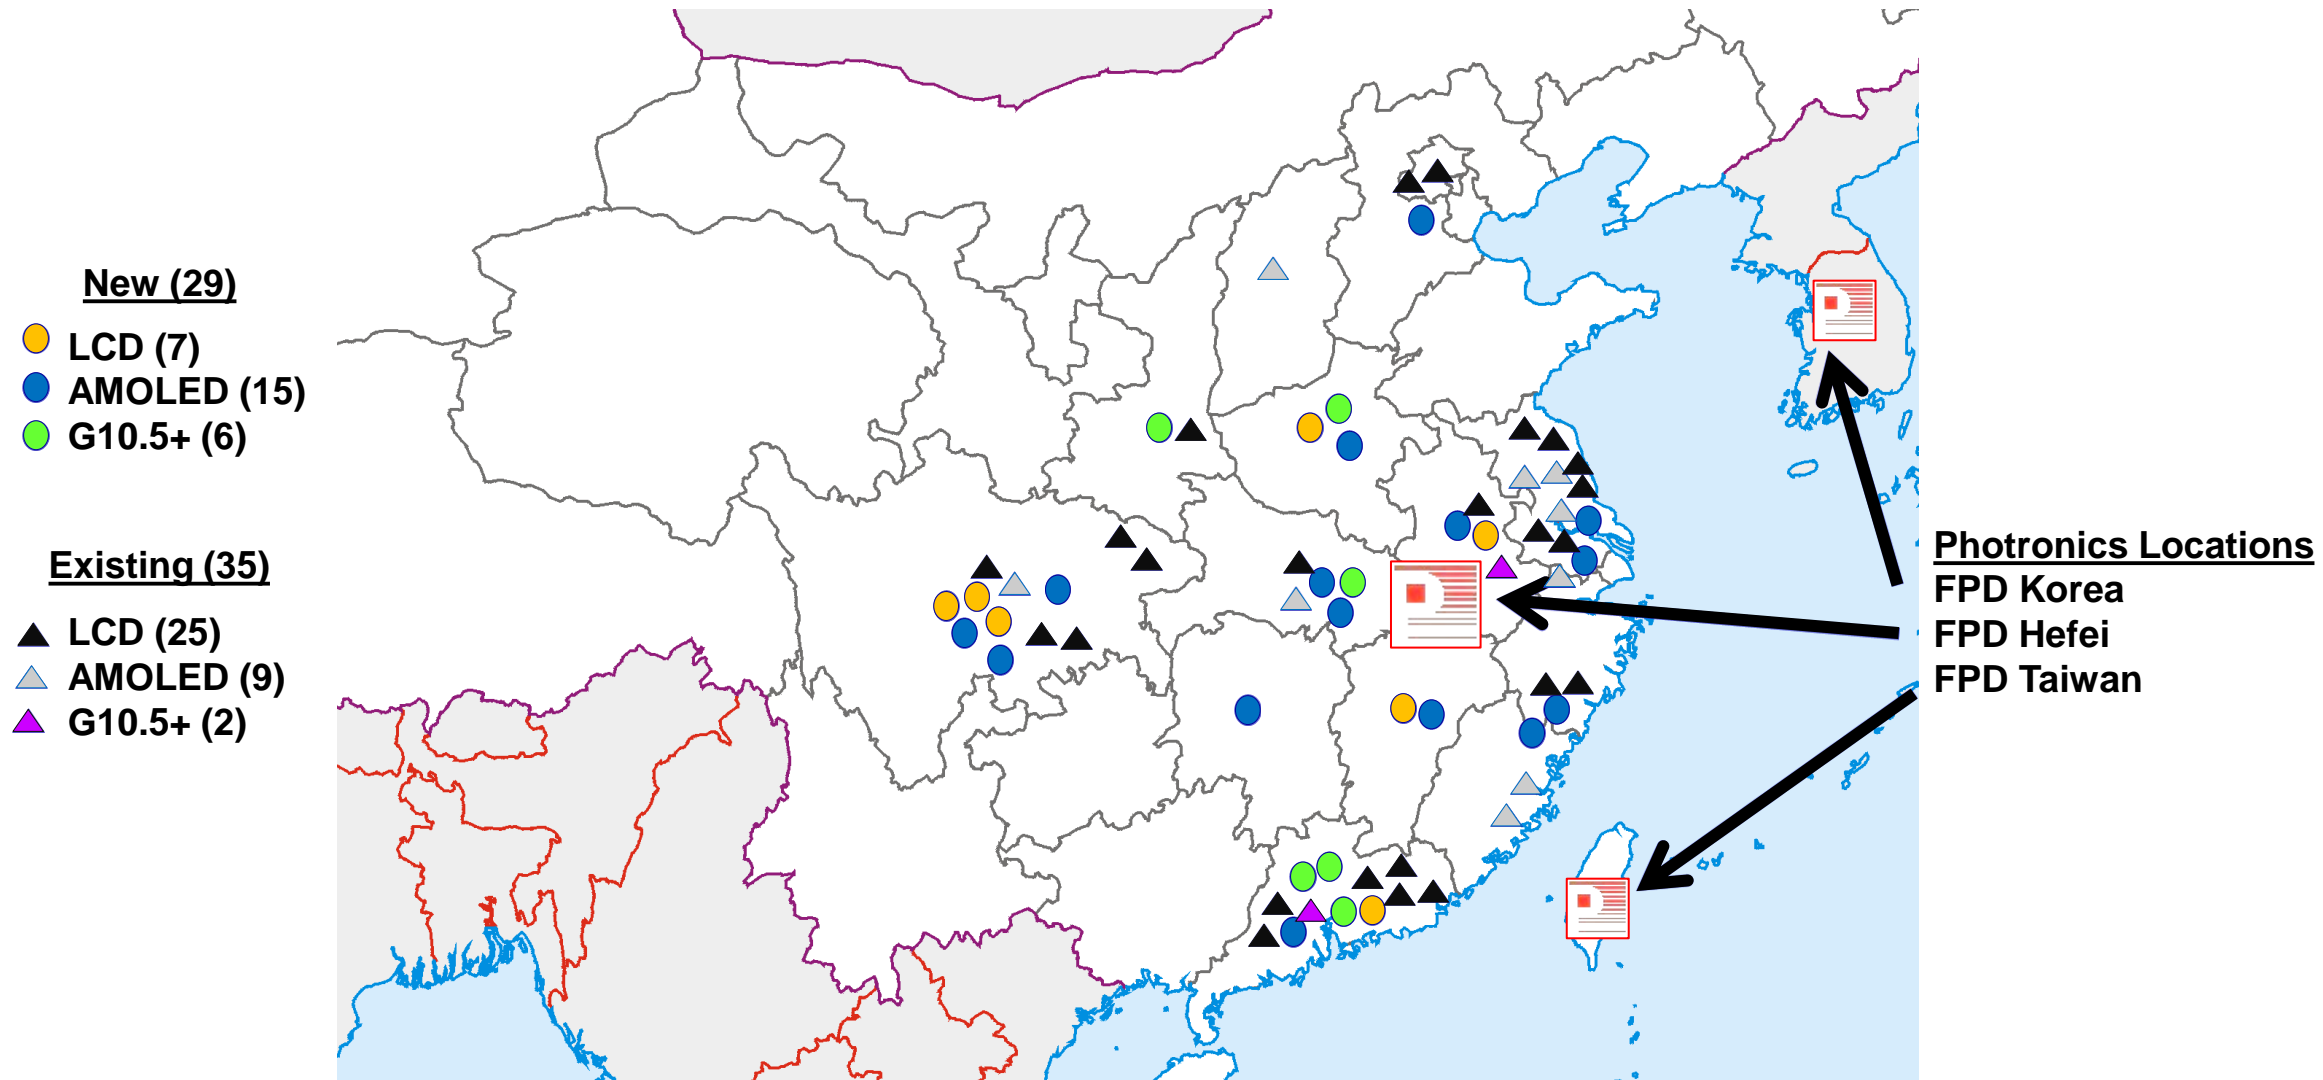 New (29)
LCD (7)
AMOLED (15)
G10.5+ (6)
Existing (35)
LCD (25)
AMOLED (9)
G10.5+ (2)
Photronics Locations
FPD Korea
FPD Hefei
FPD Taiwan